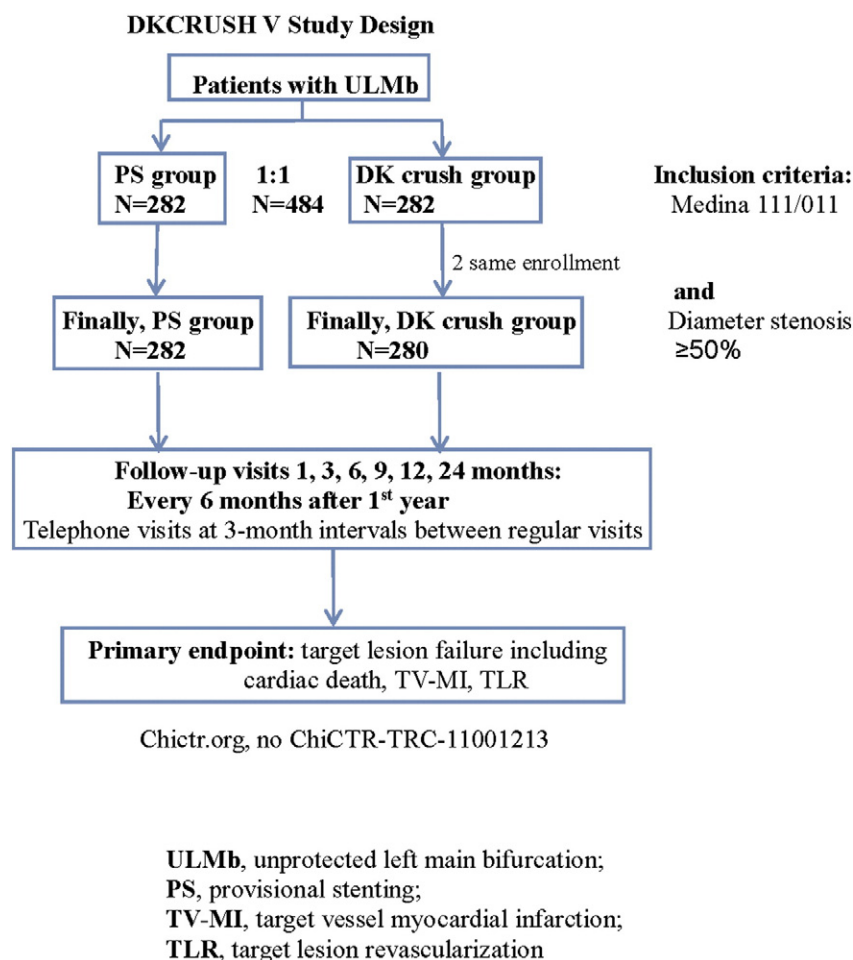 DKCRUSH V Study Design
Patients with ULMb
PS group
N=282
1:1
N=484
DK crush group
N=282
Inclusion criteria:
Medina 111/011
2 same enrollment
and
Diameter stenosis
≥50%
Finally, PS group
N=282
Finally, DK crush group
N=280
Follow-up visits 1, 3, 6, 9, 12, 24 months:
Every 6 months after 1st year
Telephone visits at 3-month intervals between regular visits
Primary endpoint: target lesion failure including
cardiac death, TV-MI, TLR
Chictr.org, no ChiCTR-TRC-11001213
ULMb, unprotected left main bifurcation;
PS, provisional stenting;
TV-MI, target vessel myocardial infarction;
TLR, target lesion revascularization